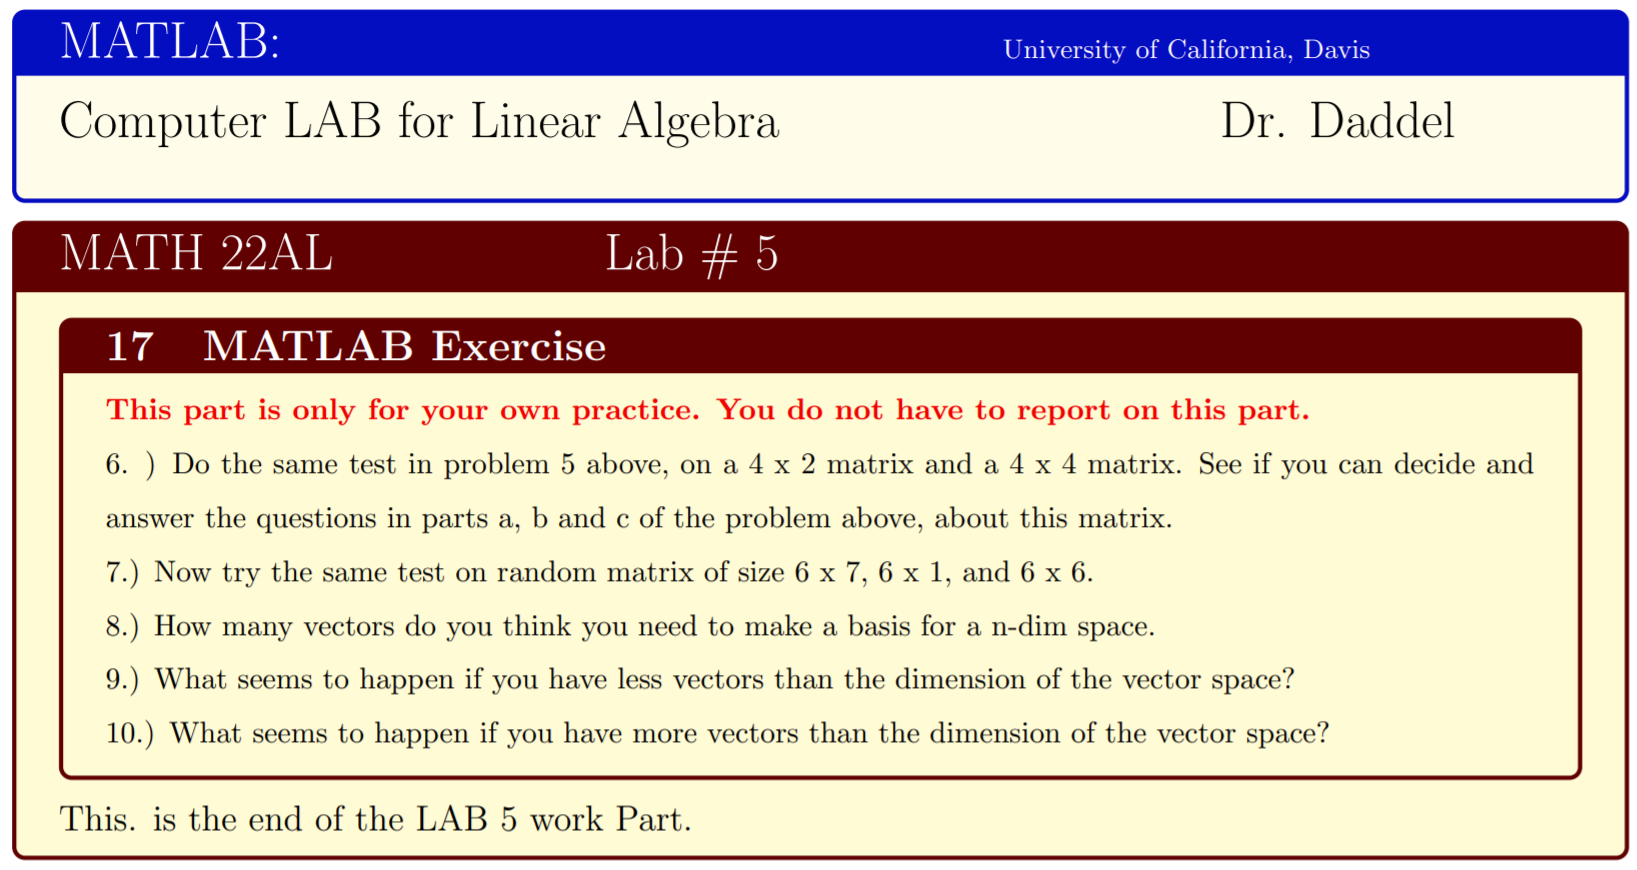 MATLAB: University of California, Davis
Computer LAB for Linear Algebra Dr. Daddel
MATH 22AL Lab # 5
17 MATLAB Exercise
This part is only for your own practice. You do not have to report on this part.
6. ) Do the same test in problem 5 above, on a 4 x 2 matrix and a 4 x 4 matrix. See if you can decide and
answer the questions in parts a, b and c of the problem above, about this matrix.
7.) Now try the same test on random matrix of size 6 x 7, 6 x 1, and 6 x 6.
8.) How many vectors do you think you need to make a basis for a n-dim space.
9.) What seems to happen if you have less vectors than the dimension of the vector space?
10.) What seems to happen if you have more vectors than the dimension of the vector space?
This. is the end of the LAB 5 work Part.